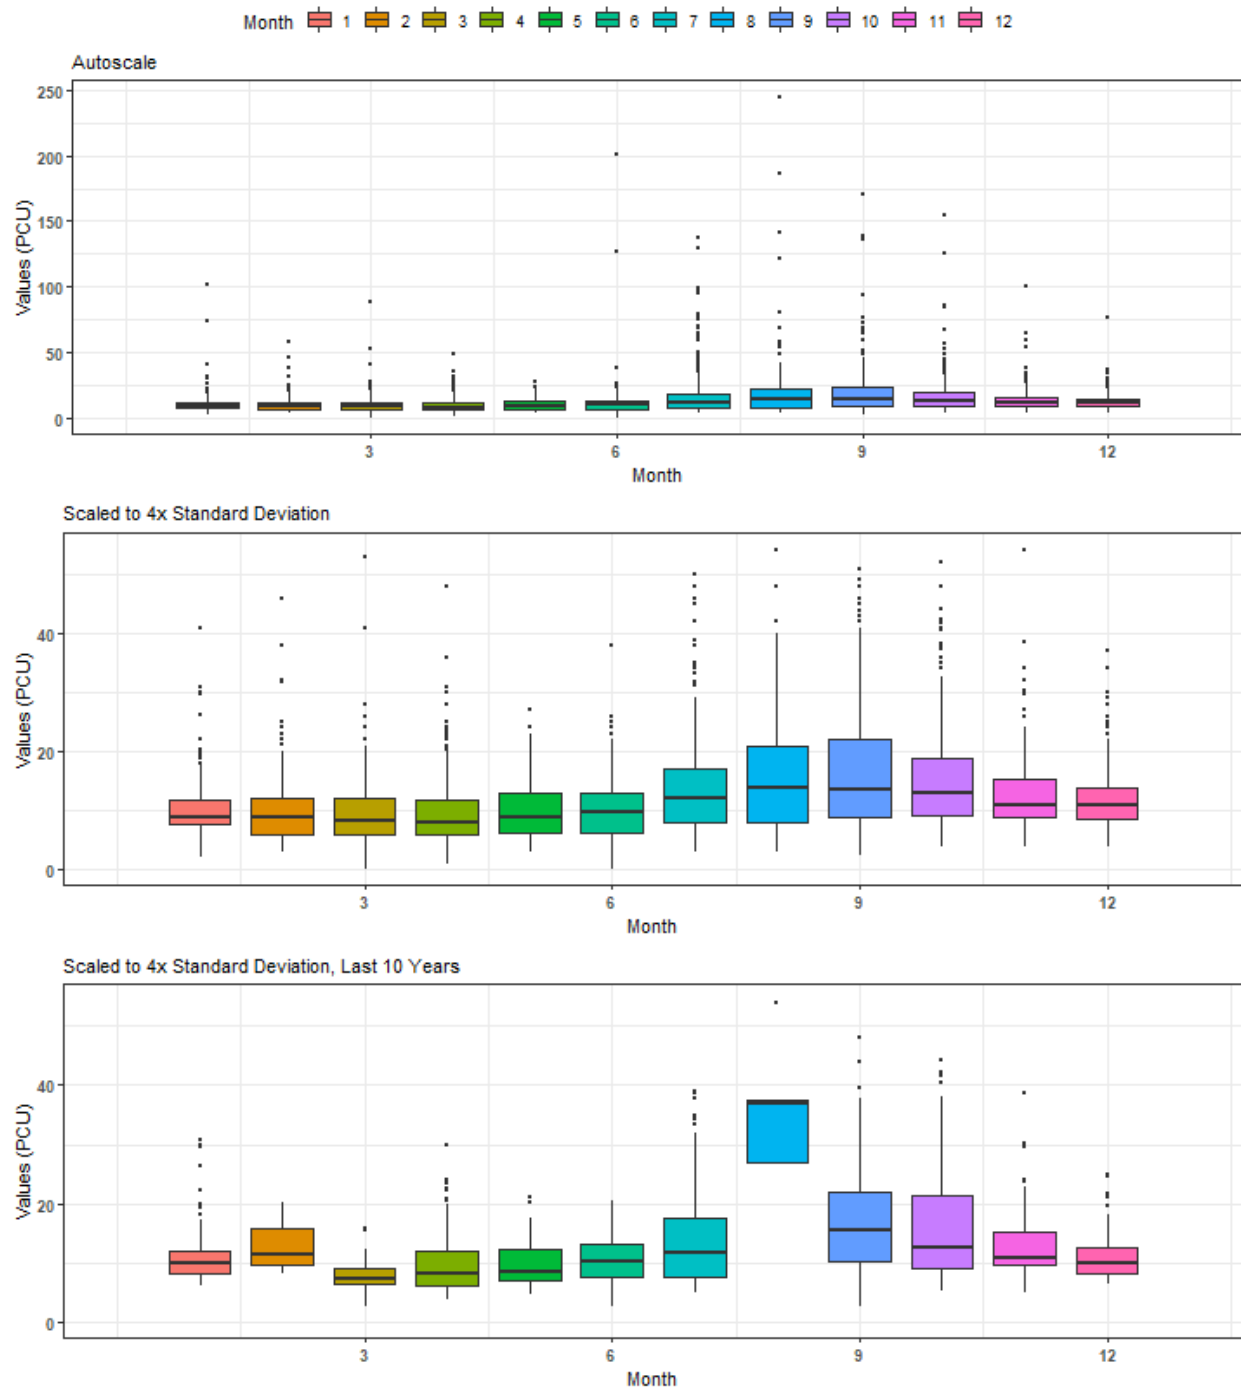 Month 1 2 3 4 5 6 7 8 9 10 11 12
Autoscale
Values (PCU)
250
200
150
100
50
0
3 6 9 12
Month
Scaled to 4x Standard Deviation
Values (PCU)
40
20
0
3 6 9 12
Month
Scaled to 4x Standard Deviation, Last 10 Years
Values (PCU)
40
20
0
3 6 9 12
Month